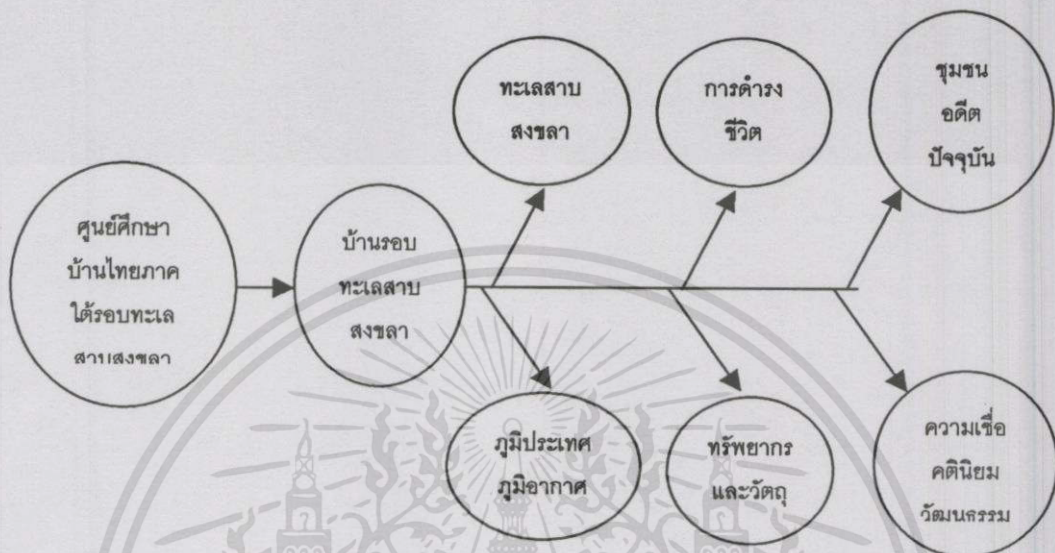 ศูนย์ศึกษา
บ้านไทยภาค
ใต้รอบทะเล
สาบสงขลา
บ้านรอบ
ทะเลสาบ
สงขลา
ทะเลสาบ
สงขลา
การดำรง
ชีวิต
ชุมชน
อดีต
ปัจจุบัน
ภูมิประเทศ
ภูมิอากาศ
ทรัพยากร
และวัตถุ
ความเชื่อ
คตินิยม
วัฒนธรรม